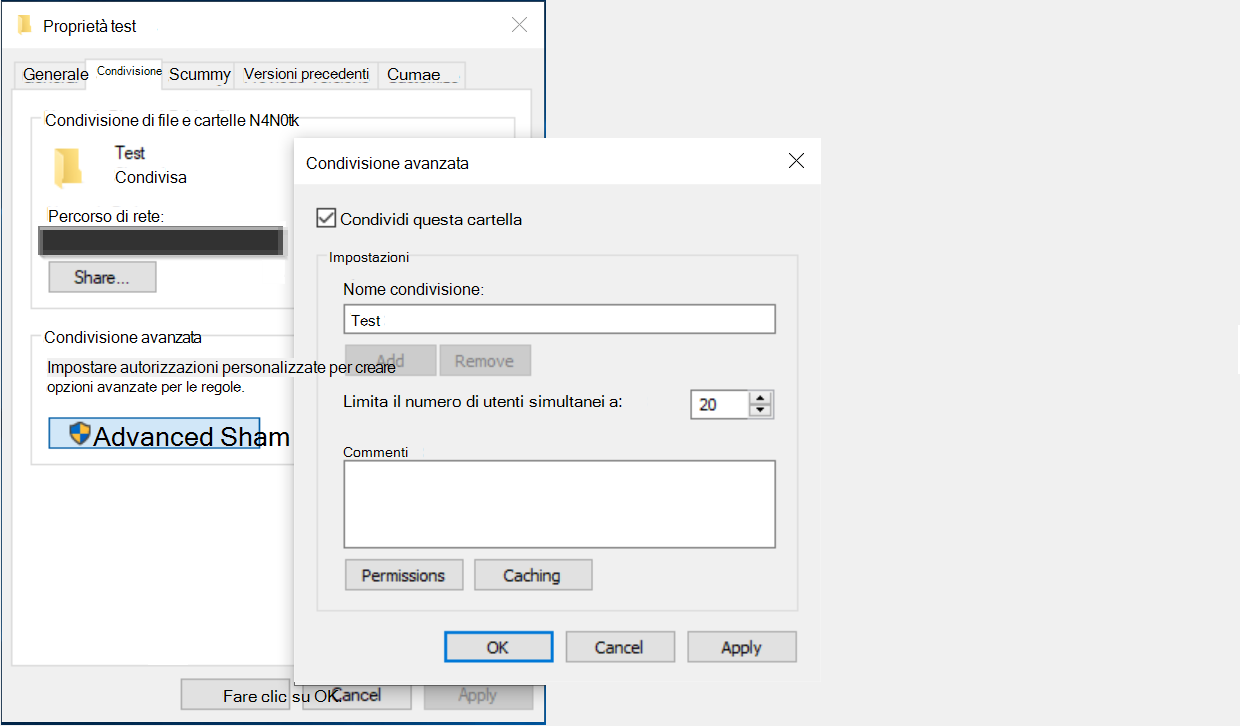 Proprietà test
Generale
Condivisione
Scummy
Versioni precedenti
Cumae
Condivisione di file e cartelle N4N0tk
Test
Condivisa
Percorso di rete:
Share...
Condivisione avanzata
Impostare autorizzazioni personalizzate per creare
opzioni avanzate per le regole.
Advanced Sham
Fare clic su OK.
Cancel
Apply
Condivisione avanzata
Condividi questa cartella
Impostazioni
Nome condivisione:
Test
Add
Remove
Limita il numero di utenti simultanei a:
20
Commenti
Permissions
Caching
OK
Cancel
Apply